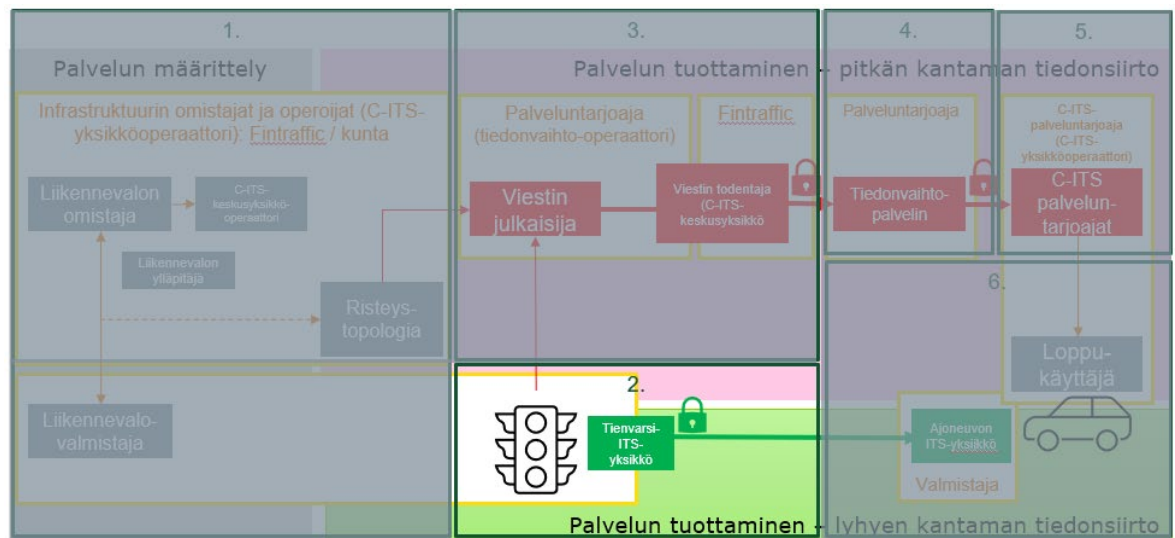 1.
Palvelun määrittely
Infrastruktuurin omistajat ja operoijat (C-ITS-
yksikköoperaattori): Fintraffic / kunta
Liikennevalon
omistaja
C-ITS-
keskusyksikkö-
operaattori
Liikennevalon
ylläpitäjä
Risteys-
topologia
Liikennevalo-
valmistaja
2.
Tienvarsi-
ITS-
yksikkö
3.
Palvelun tuottaminen – pitkän kantaman tiedonsiirto
Palveluntarjoaja
(tiedonvaihto-operaattori)
Viestin
julkaisija
Fintraffic
Viestin todentaja
(C-ITS-
keskusyksikkö
4.
Palveluntarjoaja
Tiedonvaihto-
palvelin
5.
C-ITS-
palveluntarjoaja
(C-ITS-
yksikköoperaattori)
C-ITS
palvelun-
tarjoajat
6.
Loppu-
käyttäjä
Ajoneuvon
ITS-yksikkö
Valmistaja
Palvelun tuottaminen – lyhyen kantaman tiedonsiirto